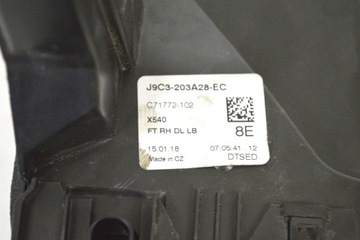 J9C3-203A28-EC
C71772-102
X540
FT RH DL LB
8E
15.01.18 07:05:41 12
Made in CZ DTSED